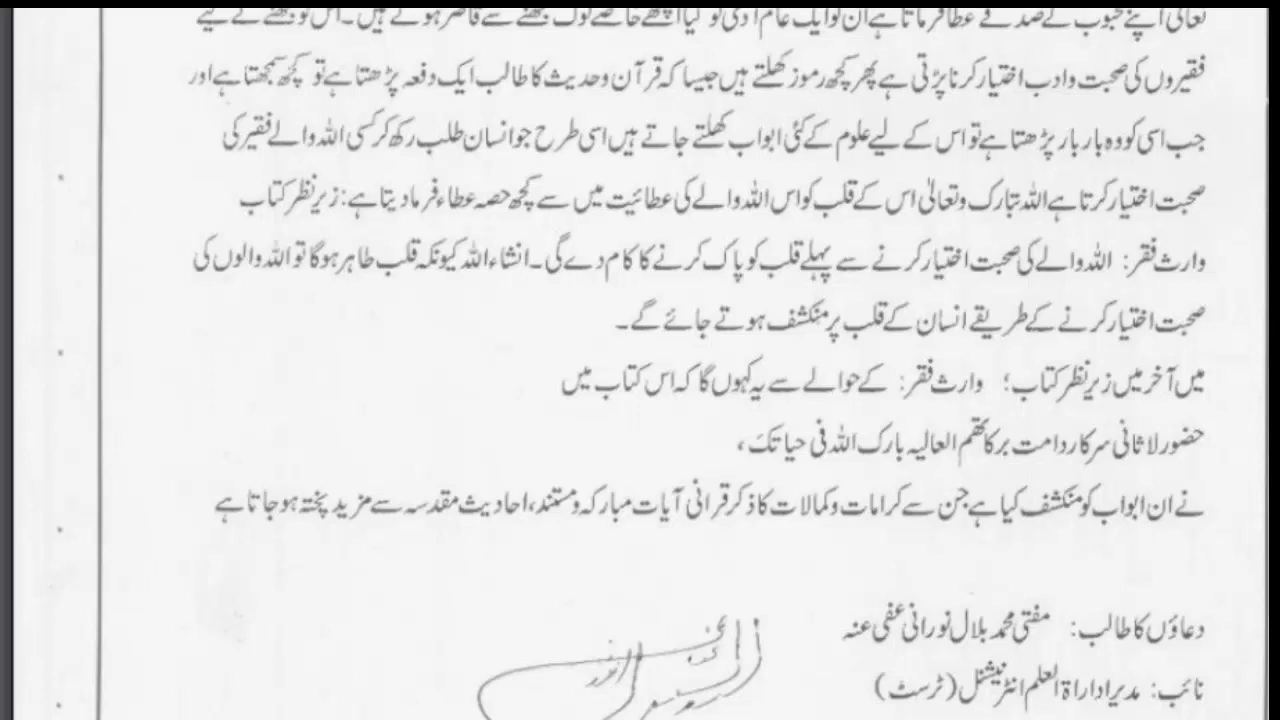 تعالیٰ اپنے محبوب کے صدقے عطا فرماتا ہے ان کو ایک عام آدمی تو کیا اچھے خاصے لوگ سمجھنے سے قاصر ہوتے ہیں۔ اس کو سمجھنے کے لیے
فقیروں کی صحبت و ادب اختیار کرنا پڑتی ہے پھر کچھ رموز کھلتے ہیں جیسا کہ قرآن و حدیث کا طالب ایک دفعہ پڑھتا ہے تو کچھ سمجھتا ہے اور
جب اسی کو وہ بار بار پڑھتا ہے تو اس کے لیے علوم کے کئی ابواب کھلتے جاتے ہیں اسی طرح جو انسان طلب رکھ کر کسی اللہ والے فقیر کی
صحبت اختیار کرتا ہے اللہ تبارک و تعالیٰ اس کے قلب کو اس اللہ والے کی عطائیت میں سے کچھ حصہ عطاء فرما دیتا ہے: زیر نظر کتاب
وارث فقر: اللہ والے کی صحبت اختیار کرنے سے پہلے قلب کو پاک کرنے کا کام دے گی۔ انشاء اللہ کیونکہ قلب طاہر ہوگا تو اللہ والوں کی
صحبت اختیار کرنے کے طریقے انسان کے قلب پر منکشف ہوتے جائے گے۔
میں آخر میں زیر نظر کتاب؛ وارث فقر: کے حوالے سے یہ کہوں گا کہ اس کتاب میں
حضور لاثانی سرکار دامت برکاتھم العالیہ بارک اللہ فی حیاتک،
نے ان ابواب کو منکشف کیا ہے جن سے کرامات و کمالات کا ذکر قرانی آیات مبارکہ و مستند، احادیث مقدسہ سے مزید پختہ ہو جاتا ہے
دعاؤں کا طالب: مفتی محمد بلال نورانی عفی عنہ
نائب: مدیر اداراۃ العلم انٹرنیشنل (ٹرسٹ)